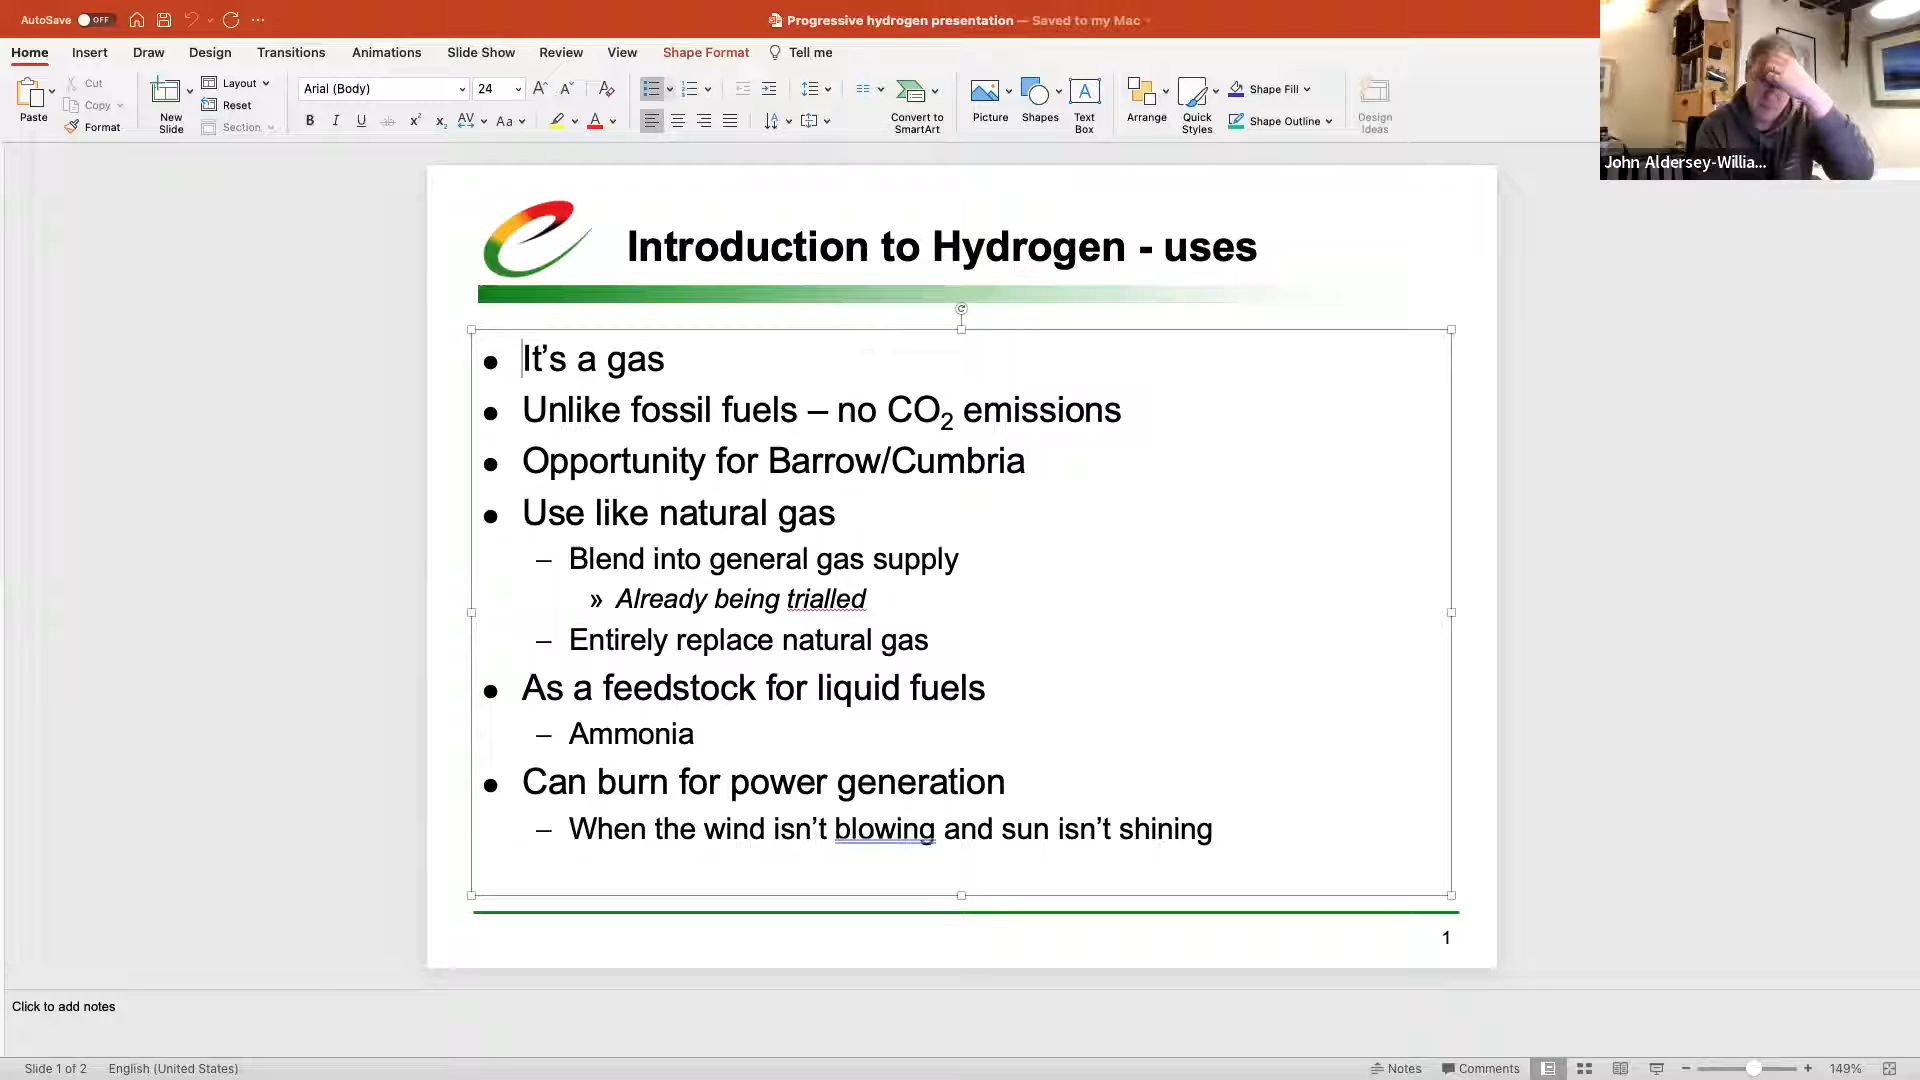 AutoSave OFF
Progressive hydrogen presentation — Saved to my Mac
Home Insert Draw Design Transitions Animations Slide Show Review View Shape Format Tell me
Paste
Cut
Copy
Format
New Slide
Layout
Reset
Section
Arial (Body) 24
B I U ab x² x₂ AV Aa A
Convert to SmartArt
Picture
Shapes
Text Box
Arrange
Quick Styles
Shape Fill
Shape Outline
Design Ideas
John Aldersey-Willia...
Introduction to Hydrogen - uses
● It’s a gas
● Unlike fossil fuels – no CO₂ emissions
● Opportunity for Barrow/Cumbria
● Use like natural gas
– Blend into general gas supply
» Already being trialled
– Entirely replace natural gas
● As a feedstock for liquid fuels
– Ammonia
● Can burn for power generation
– When the wind isn’t blowing and sun isn’t shining
1
Click to add notes
Slide 1 of 2 English (United States) Notes Comments 149%